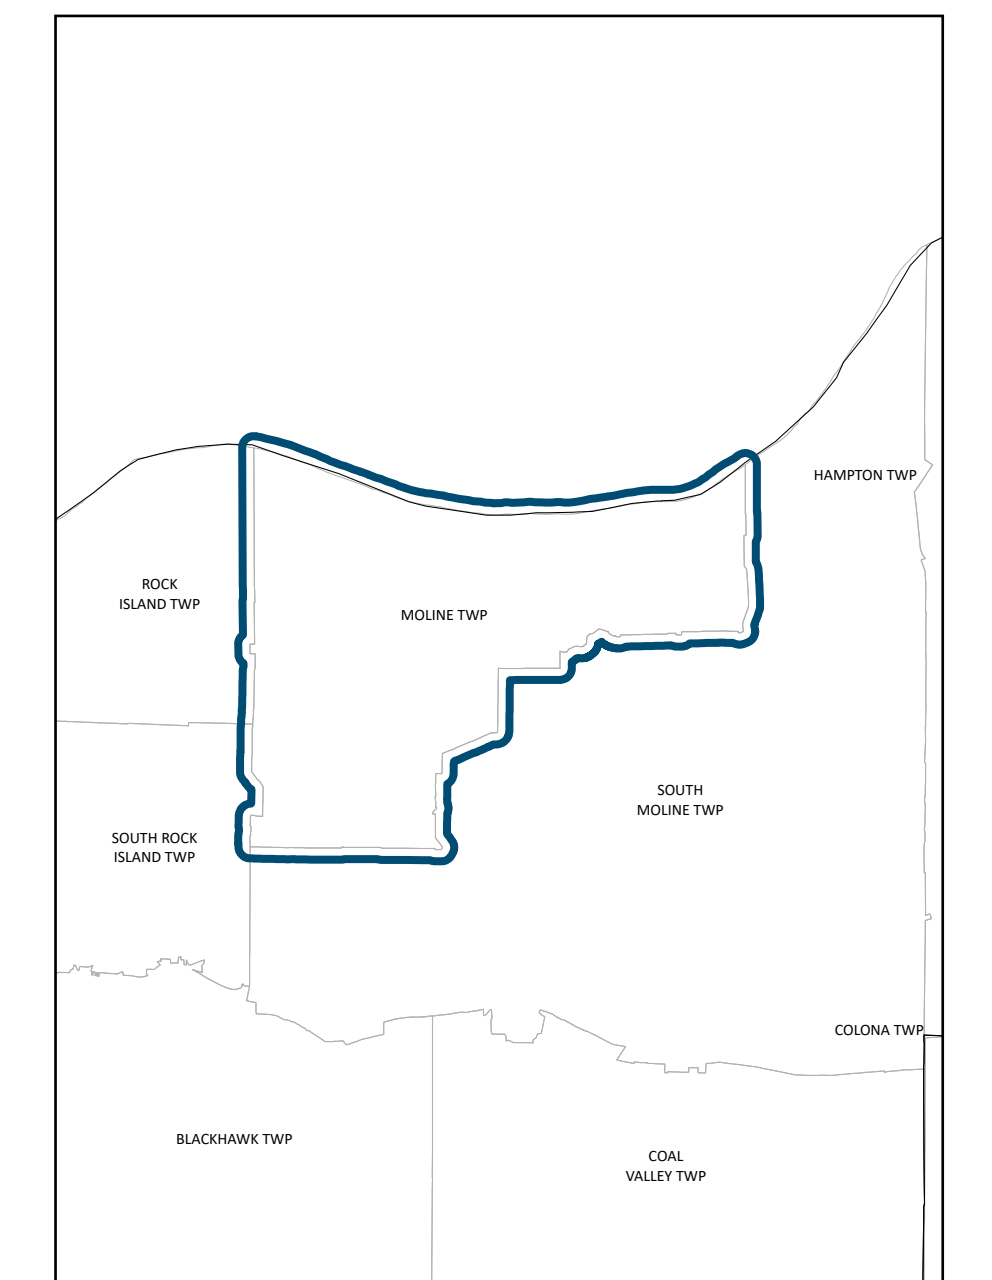 HAMPTON TWP
ROCK
ISLAND TWP
MOLINE TWP
SOUTH
MOLINE TWP
SOUTH ROCK
ISLAND TWP
COLONA TWP
BLACKHAWK TWP
COAL
VALLEY TWP